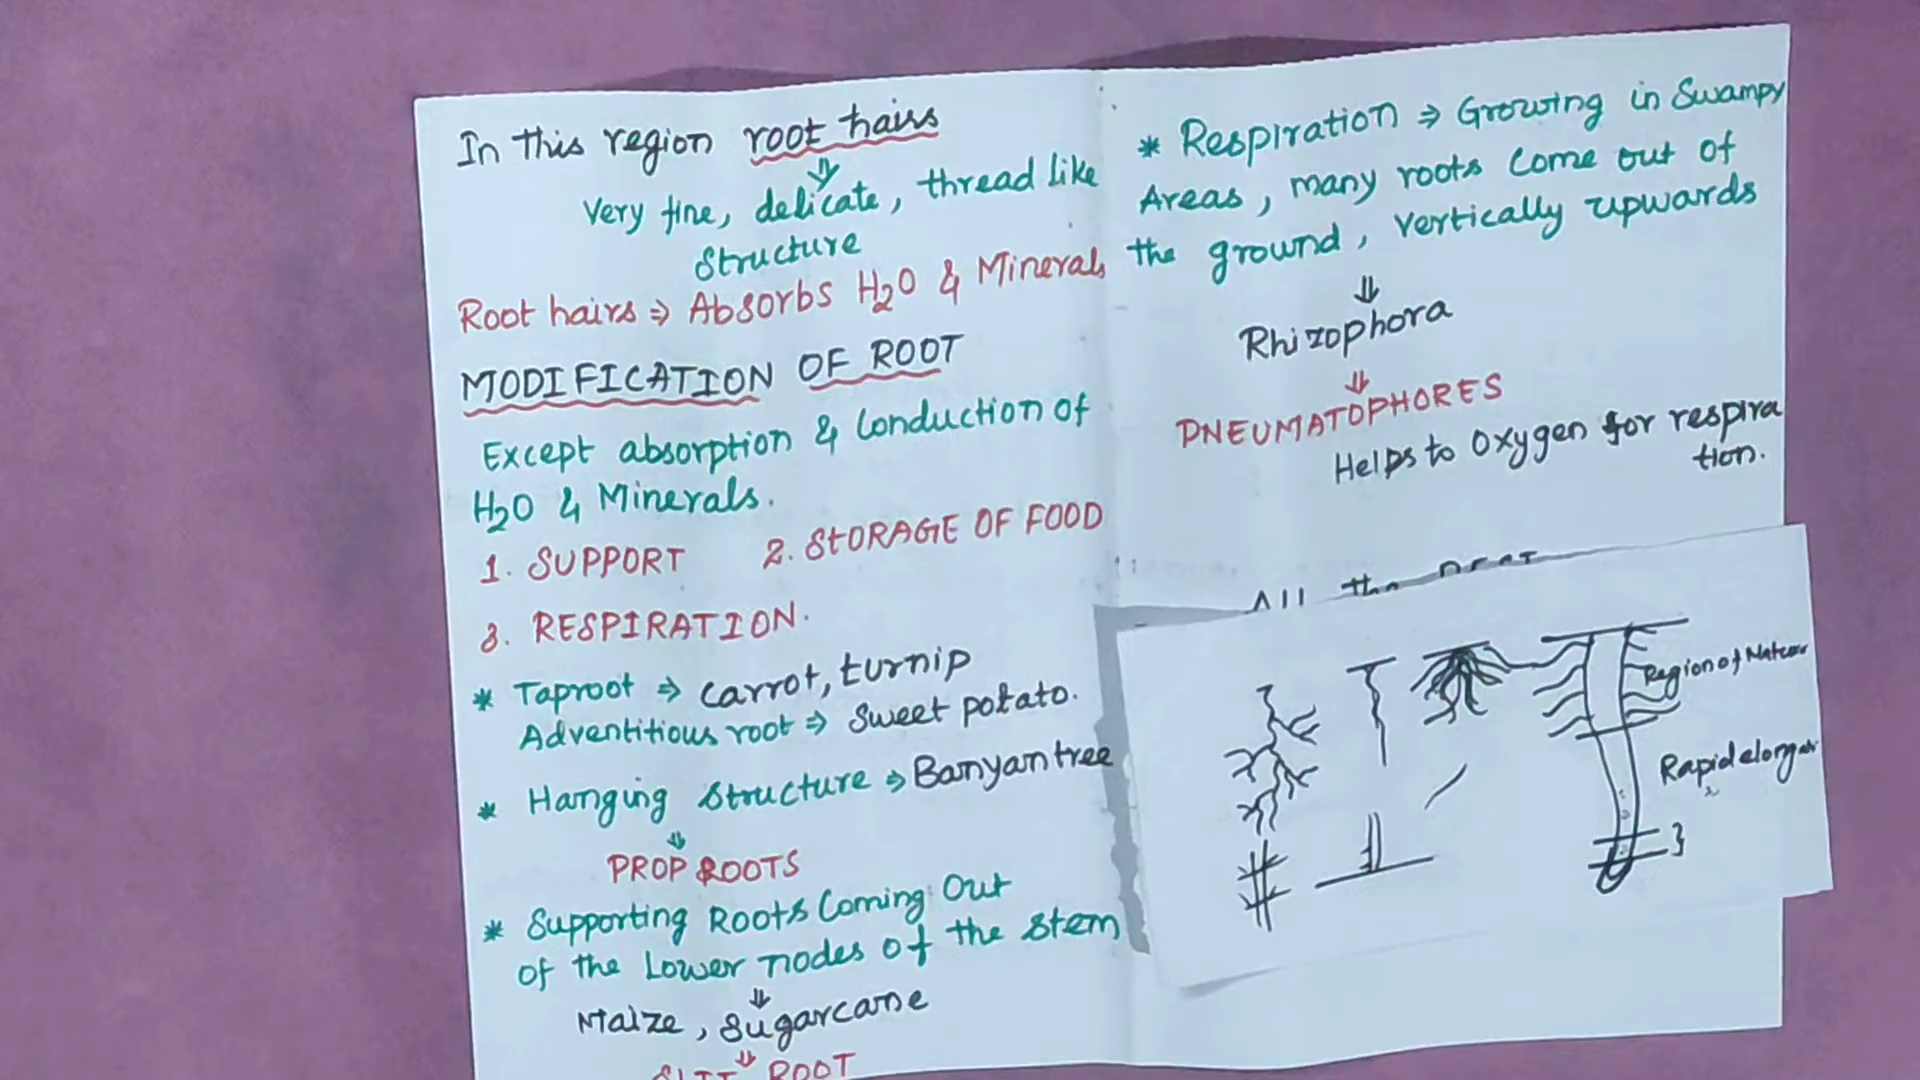 In this region root hairs
⇓
Very fine, delicate, thread like
Structure
Root hairs ⇒ Absorbs H2O & Minerals
MODIFICATION OF ROOT
Except absorption & Conduction of
H2O & Minerals.
1. SUPPORT 2. STORAGE OF FOOD
3. RESPIRATION.
* Taproot ⇒ carrot, turnip
Adventitious root ⇒ Sweet potato.
* Hanging Structure ⇒ Banyan tree
⇓
PROP ROOTS
* Supporting Roots Coming Out
of the Lower nodes of the stem
⇓
Maize, Sugarcane
⇓
ROOT
* Respiration ⇒ Growing in Swampy
Areas, many roots Come out of
the ground, vertically upwards
⇓
Rhizophora
⇓
PNEUMATOPHORES
Helps to Oxygen for respira
tion.
All the
Region of
Rapid